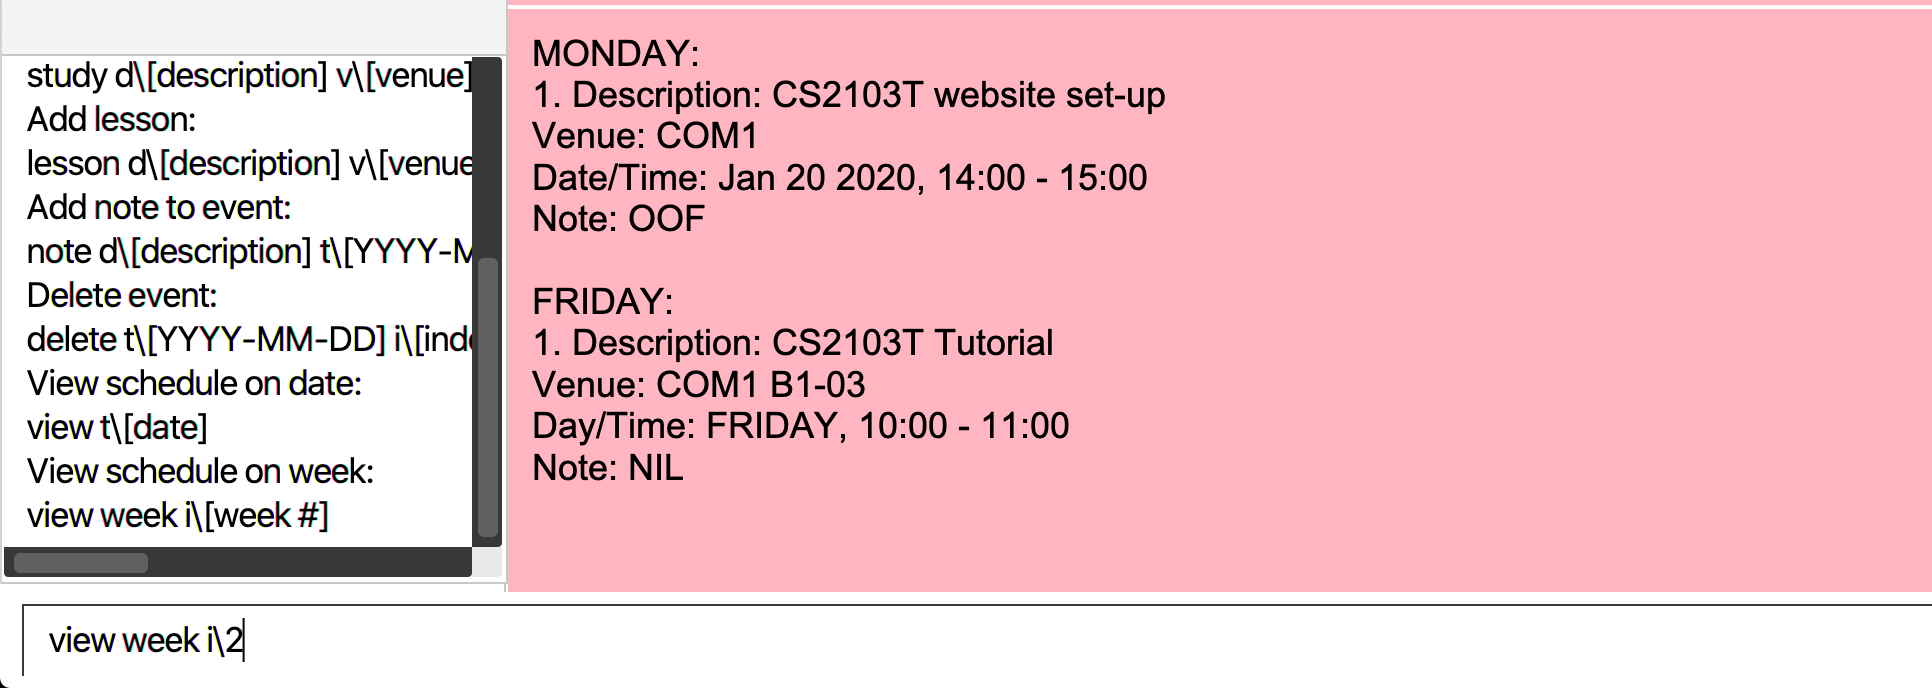 study d\[description] v\[venue]
Add lesson:
lesson d\[description] v\[venue
Add note to event:
note d\[description] t\[YYYY-M
Delete event:
delete t\[YYYY-MM-DD] i\[inde
View schedule on date:
view t\[date]
View schedule on week:
view week i\[week #]
MONDAY:
1. Description: CS2103T website set-up
Venue: COM1
Date/Time: Jan 20 2020, 14:00 - 15:00
Note: OOF
FRIDAY:
1. Description: CS2103T Tutorial
Venue: COM1 B1-03
Day/Time: FRIDAY, 10:00 - 11:00
Note: NIL
view week i\2